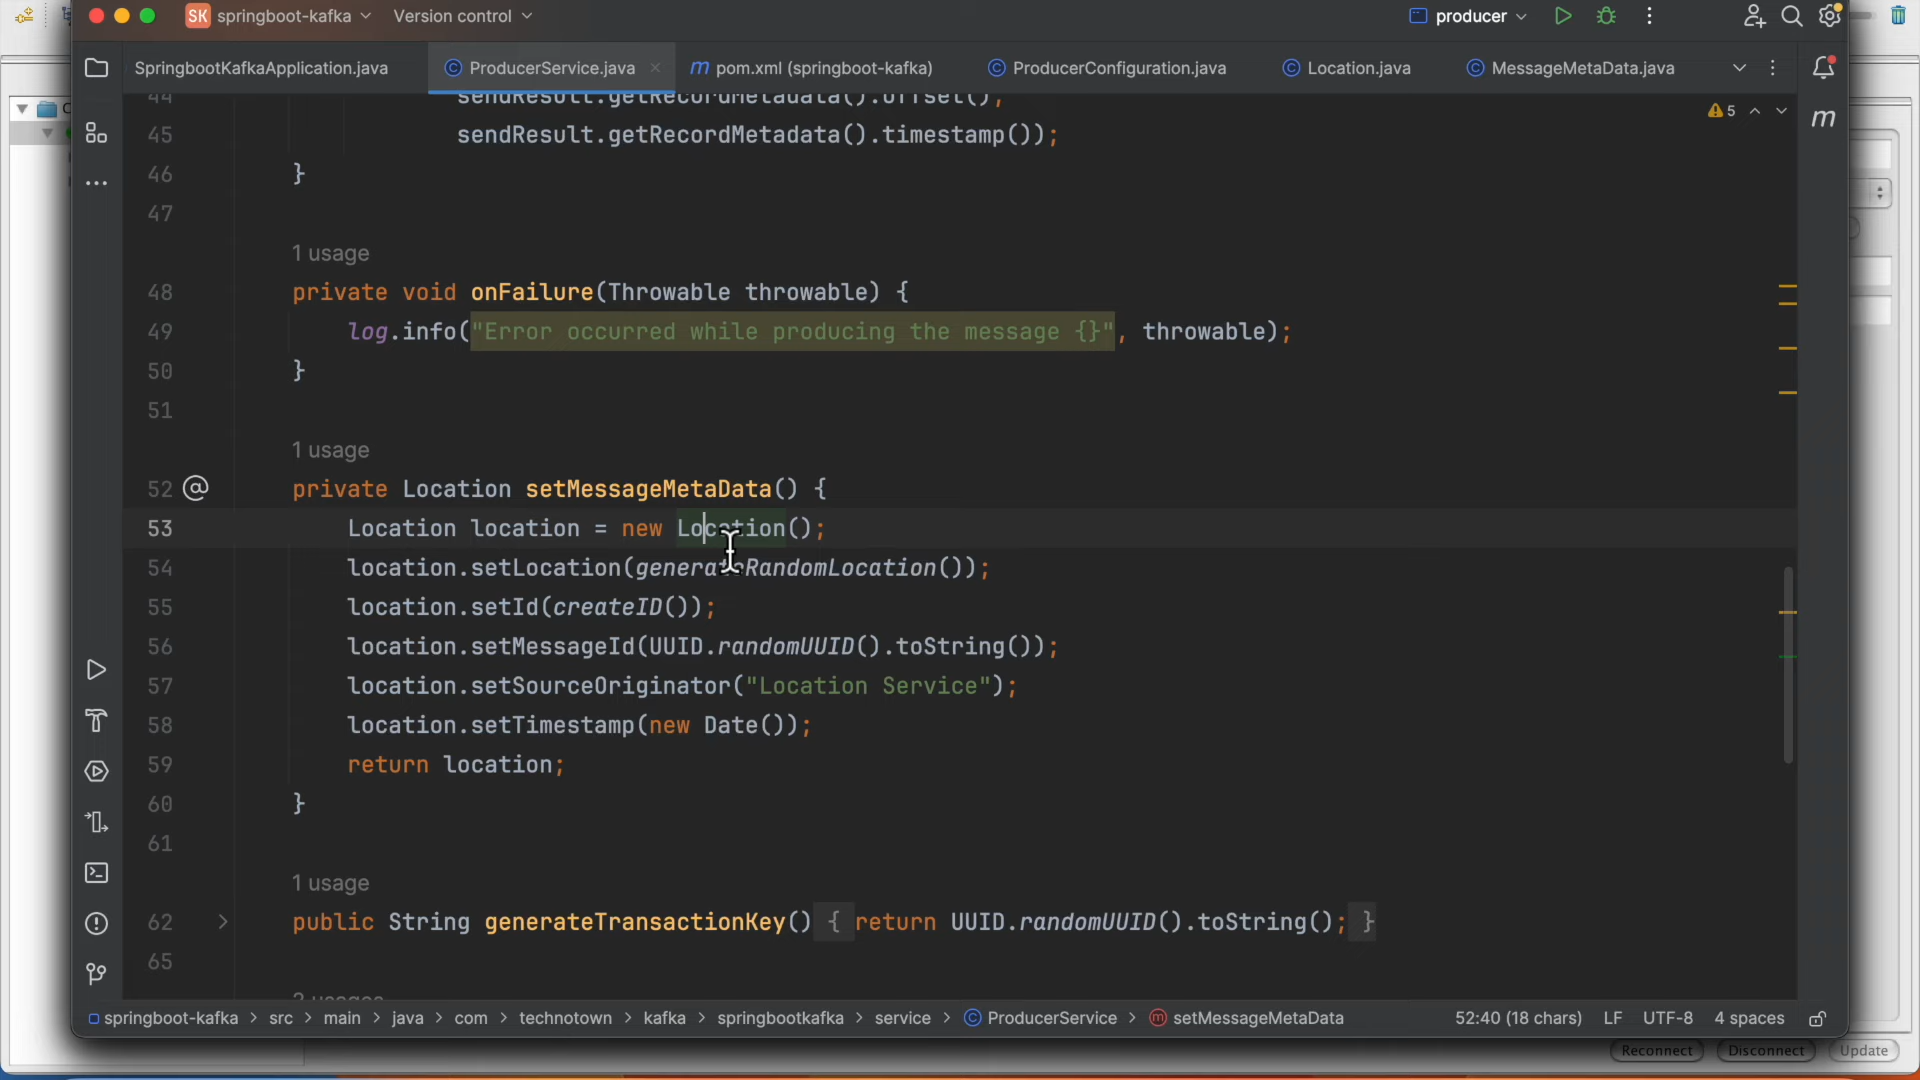 SK springboot-kafka Version control producer
SpringbootKafkaApplication.java ProducerService.java pom.xml (springboot-kafka) ProducerConfiguration.java Location.java MessageMetaData.java
44 sendResult.getRecordMetadata().offset(),
5
45 sendResult.getRecordMetadata().timestamp());
46 }
47
1 usage
48 private void onFailure(Throwable throwable) {
49 log.info("Error occurred while producing the message {}", throwable);
50 }
51
1 usage
52 private Location setMessageMetaData() {
53 Location location = new Location();
54 location.setLocation(generateRandomLocation());
55 location.setId(createID());
56 location.setMessageId(UUID.randomUUID().toString());
57 location.setSourceOriginator("Location Service");
58 location.setTimestamp(new Date());
59 return location;
60 }
61
1 usage
62 public String generateTransactionKey() { return UUID.randomUUID().toString(); }
65
springboot-kafka > src > main > java > com > technotown > kafka > springbootkafka > service > ProducerService > setMessageMetaData 52:40 (18 chars) LF UTF-8 4 spaces
Reconnect Disconnect Update